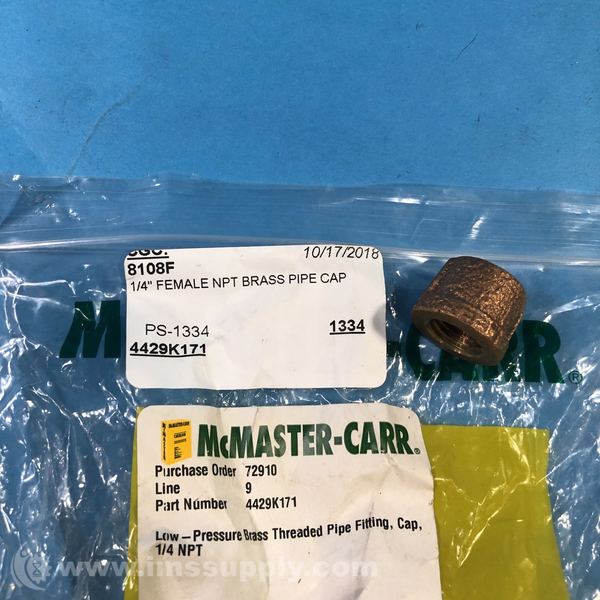 10/17/2018
8108F
1/4" FEMALE NPT BRASS PIPE CAP
PS-1334 1334
4429K171
McMASTER-CARR®
Purchase Order 72910
Line 9
Part Number 4429K171
Low-Pressure Brass Threaded Pipe Fitting, Cap,
1/4 NPT
www.iinssupply.com